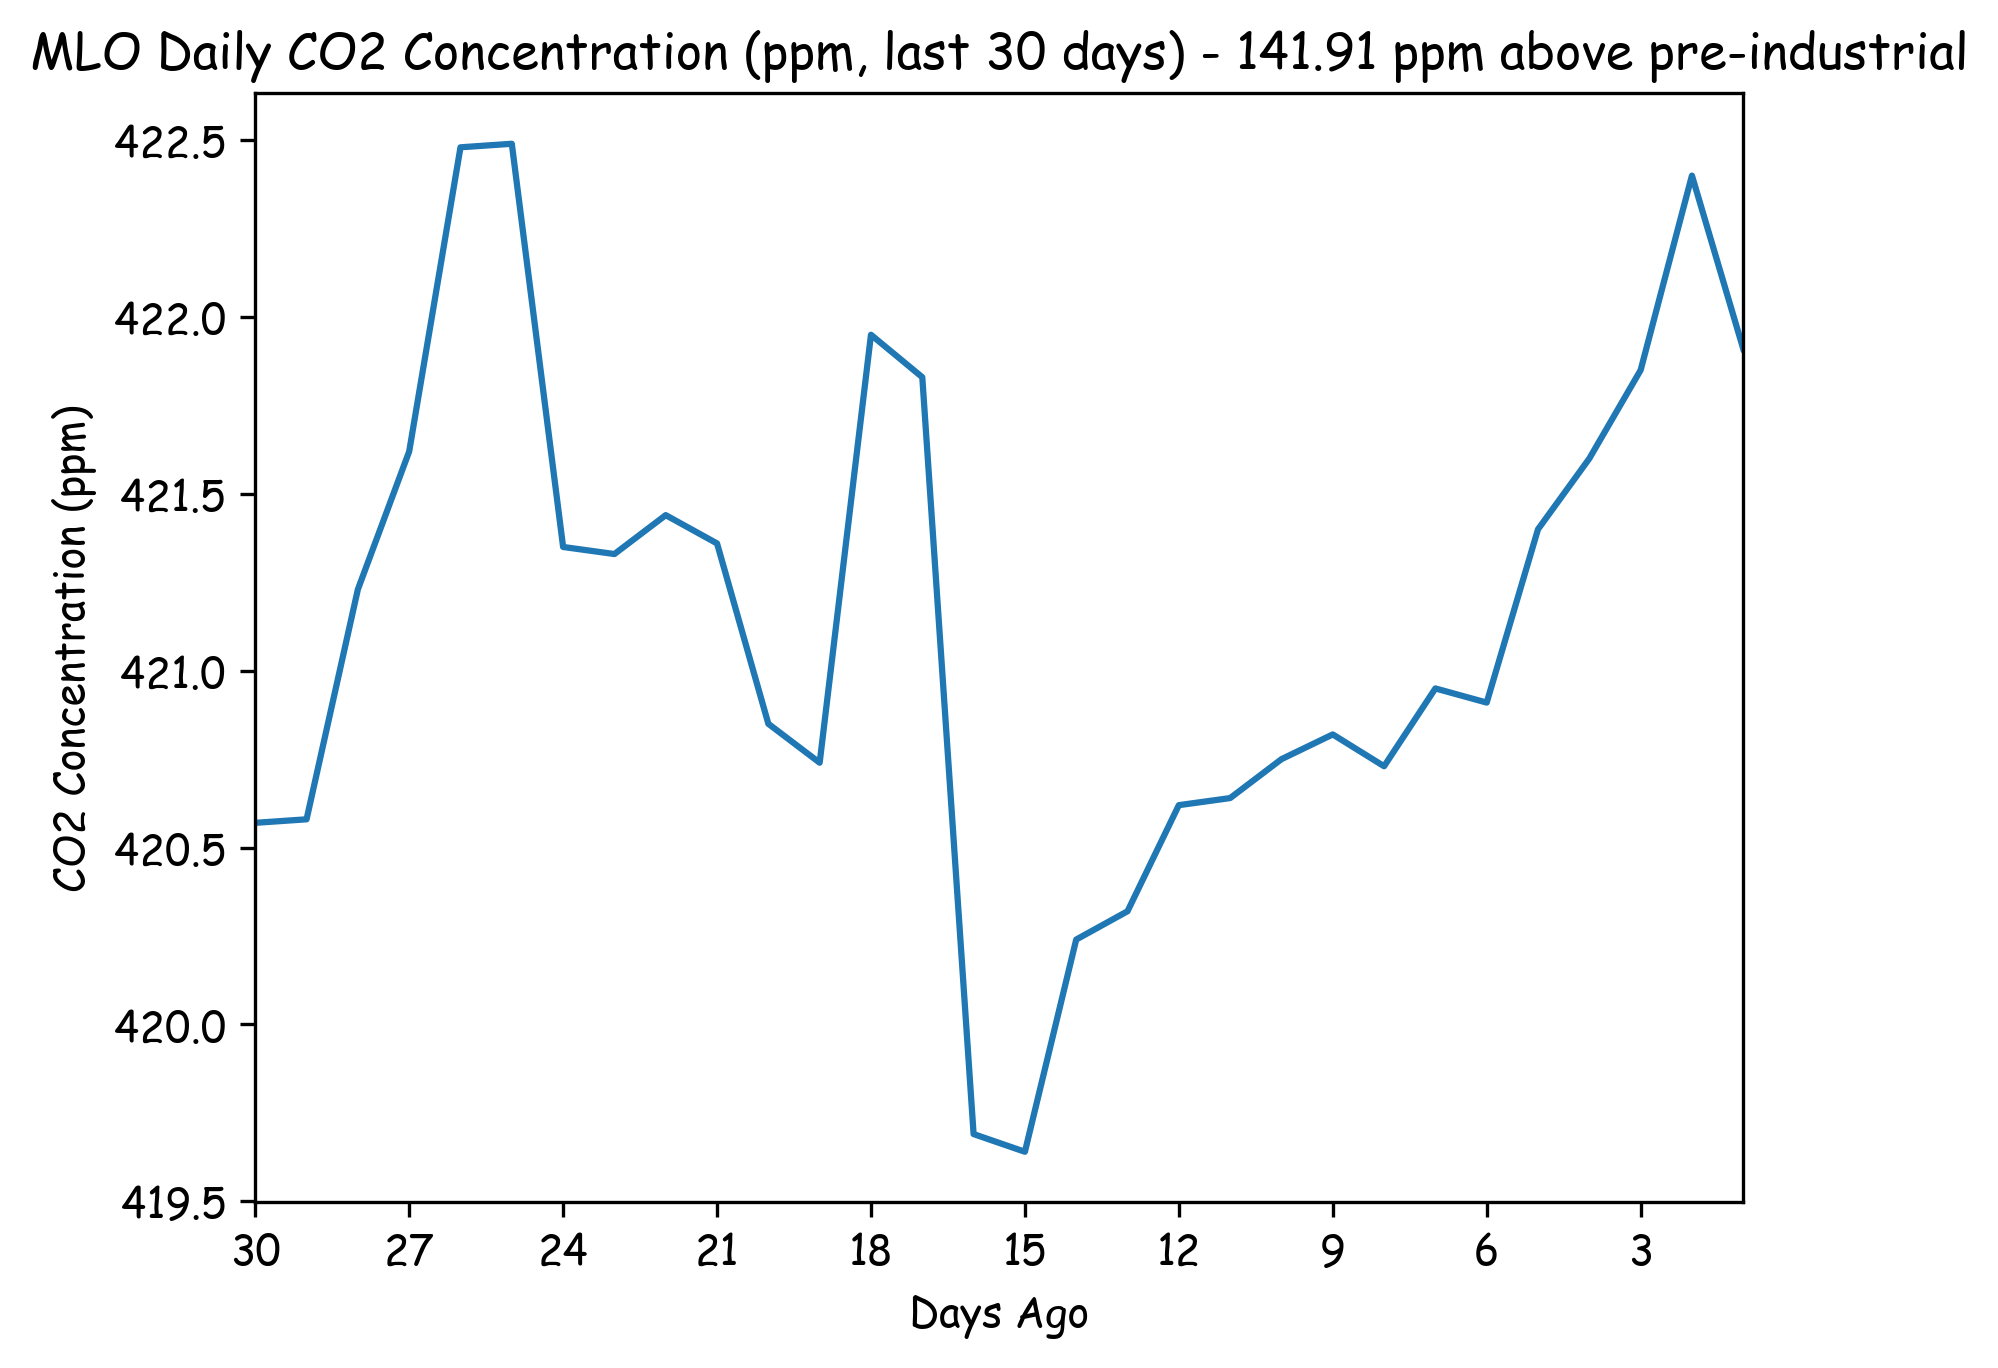 MLO Daily CO2 Concentration (ppm, last 30 days) - 141.91 ppm above pre-industrial
422.5
422.0
421.5
421.0
420.5
420.0
419.5
CO2 Concentration (ppm)
30 27 24 21 18 15 12 9 6 3
Days Ago